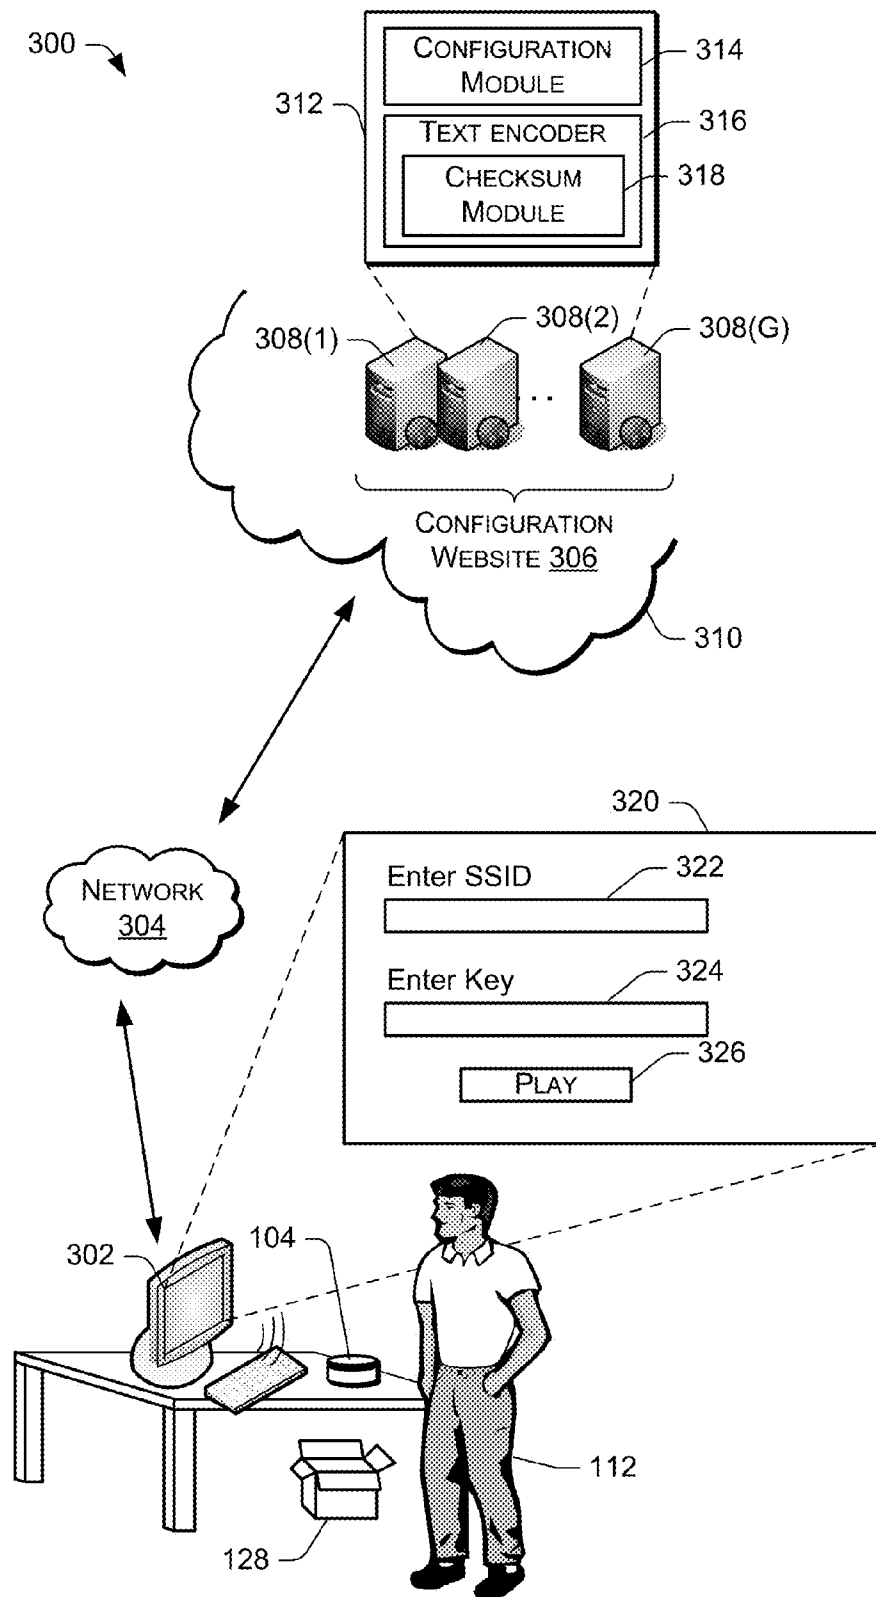 300
CONFIGURATION
MODULE
314
312
TEXT ENCODER
316
CHECKSUM
MODULE
318
308(1)
308(2)
308(G)
...
CONFIGURATION
WEBSITE 306
310
320
NETWORK
304
Enter SSID
322
Enter Key
324
326
PLAY
302
104
112
128